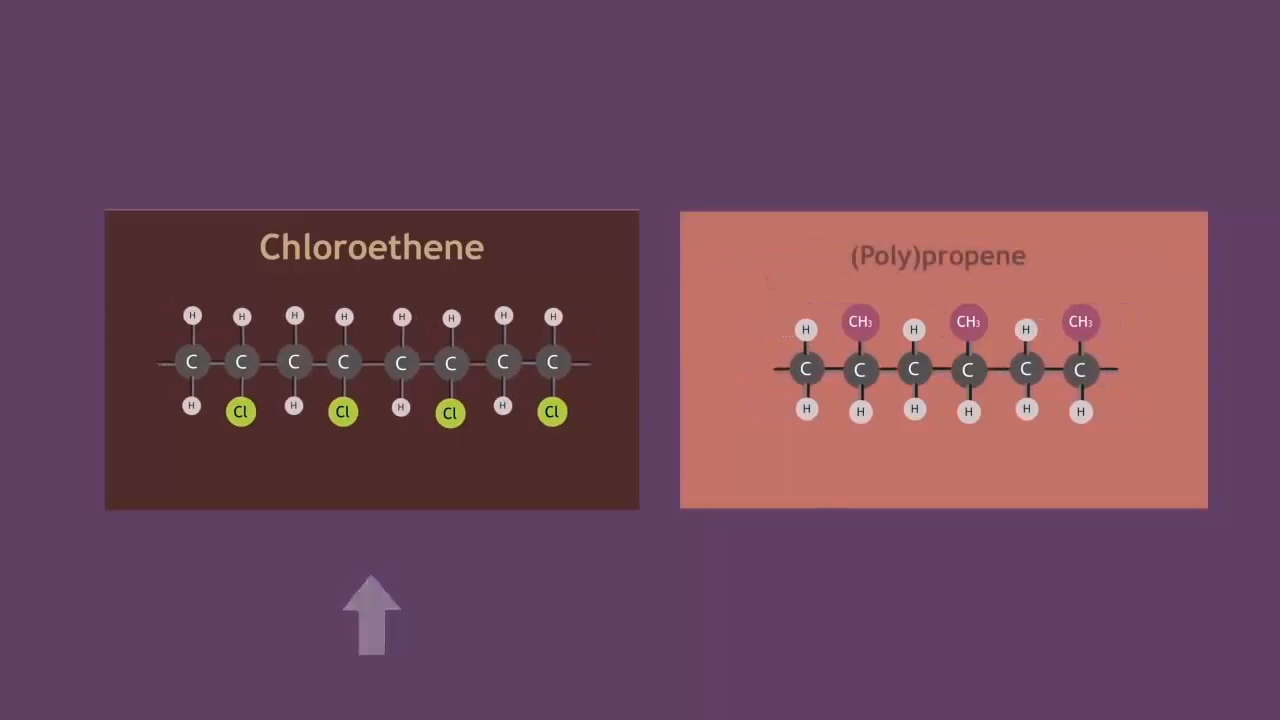 Chloroethene
H H H H H H H H
C C C C C C C C
H Cl H Cl H Cl H Cl
(Poly)propene
H CH₃ H CH₃ H CH₃
C C C C C C
H H H H H H